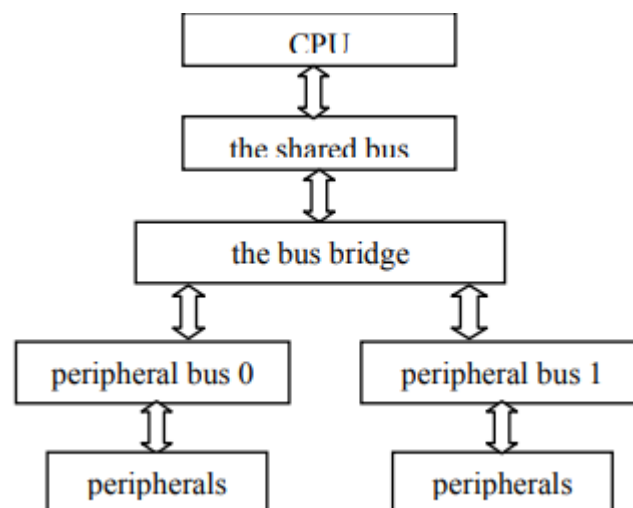 CPU
the shared bus
the bus bridge
peripheral bus 0
peripheral bus 1
peripherals
peripherals